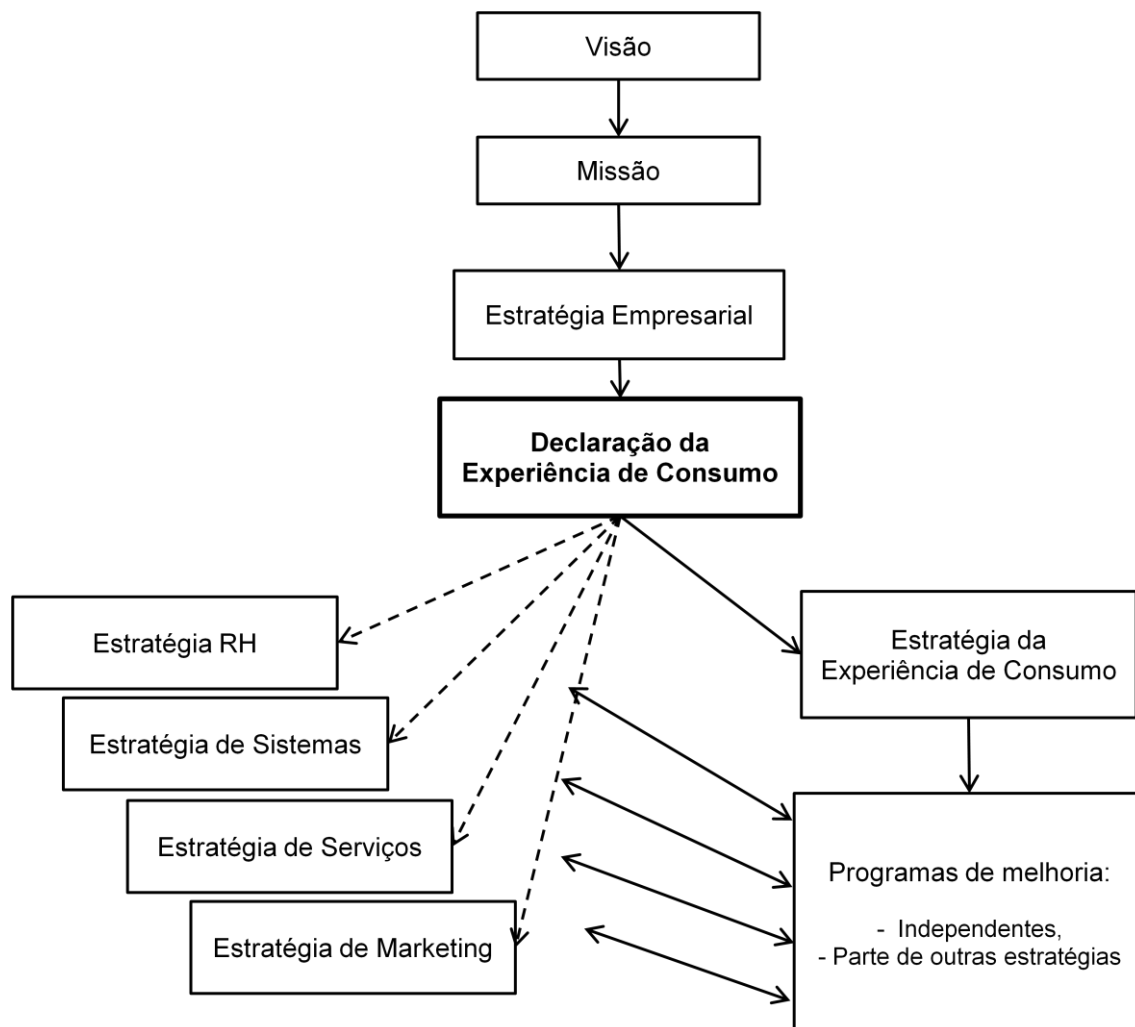 Visão
Missão
Estratégia Empresarial
Declaração da
Experiência de Consumo
Estratégia RH
Estratégia de Sistemas
Estratégia de Serviços
Estratégia de Marketing
Estratégia da
Experiência de Consumo
Programas de melhoria:
- Independentes,
- Parte de outras estratégias